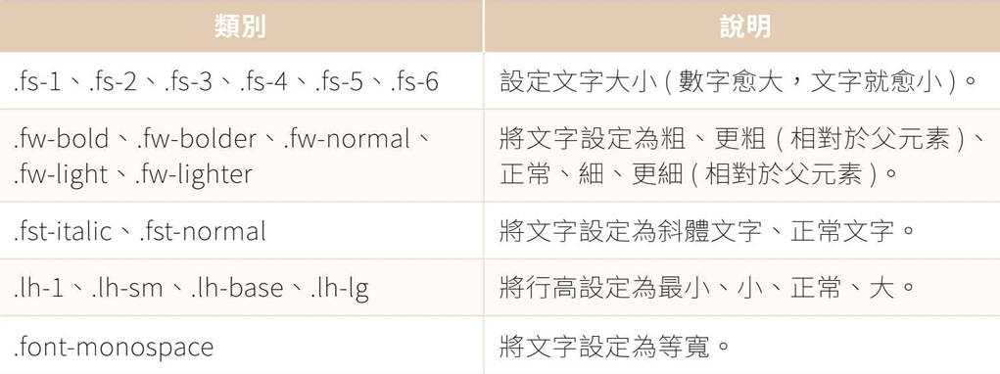 類別 說明
.fs-1、.fs-2、.fs-3、.fs-4、.fs-5、.fs-6 設定文字大小 ( 數字愈大，文字就愈小 )。
.fw-bold、.fw-bolder、.fw-normal、
.fw-light、.fw-lighter
將文字設定為粗、更粗 ( 相對於父元素 )、
正常、細、更細 ( 相對於父元素 )。
.fst-italic、.fst-normal 將文字設定為斜體文字、正常文字。
.lh-1、.lh-sm、.lh-base、.lh-lg 將行高設定為最小、小、正常、大。
.font-monospace 將文字設定為等寬。